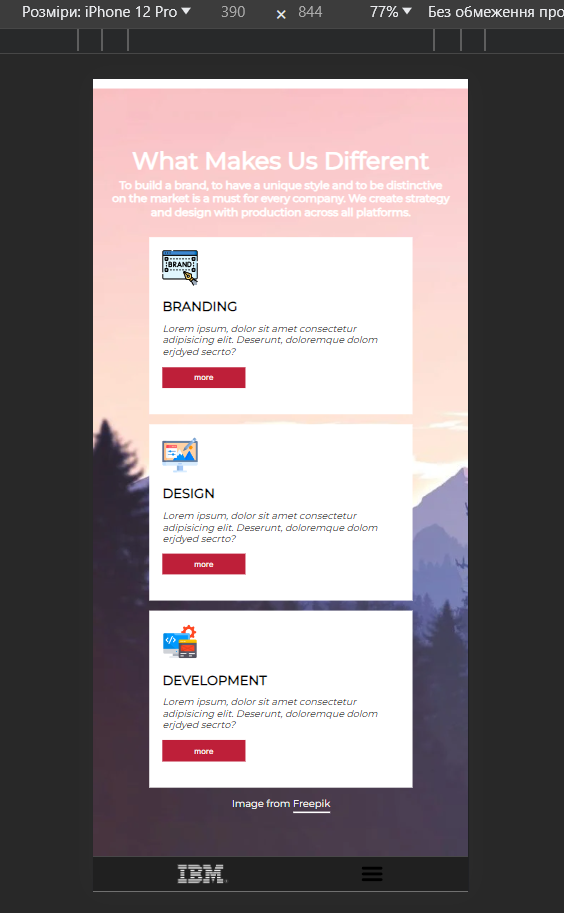 Розміри: iPhone 12 Pro 390 × 844 77% Без обмеження про
What Makes Us Different
To build a brand, to have a unique style and to be distinctive
on the market is a must for every company. We create strategy
and design with production across all platforms.
BRAND
BRANDING
Lorem ipsum, dolor sit amet consectetur
adipisicing elit. Deserunt, doloremque dolom
erjdyed secrto?
more
DESIGN
Lorem ipsum, dolor sit amet consectetur
adipisicing elit. Deserunt, doloremque dolom
erjdyed secrto?
more
DEVELOPMENT
Lorem ipsum, dolor sit amet consectetur
adipisicing elit. Deserunt, doloremque dolom
erjdyed secrto?
more
Image from Freepik
IBM